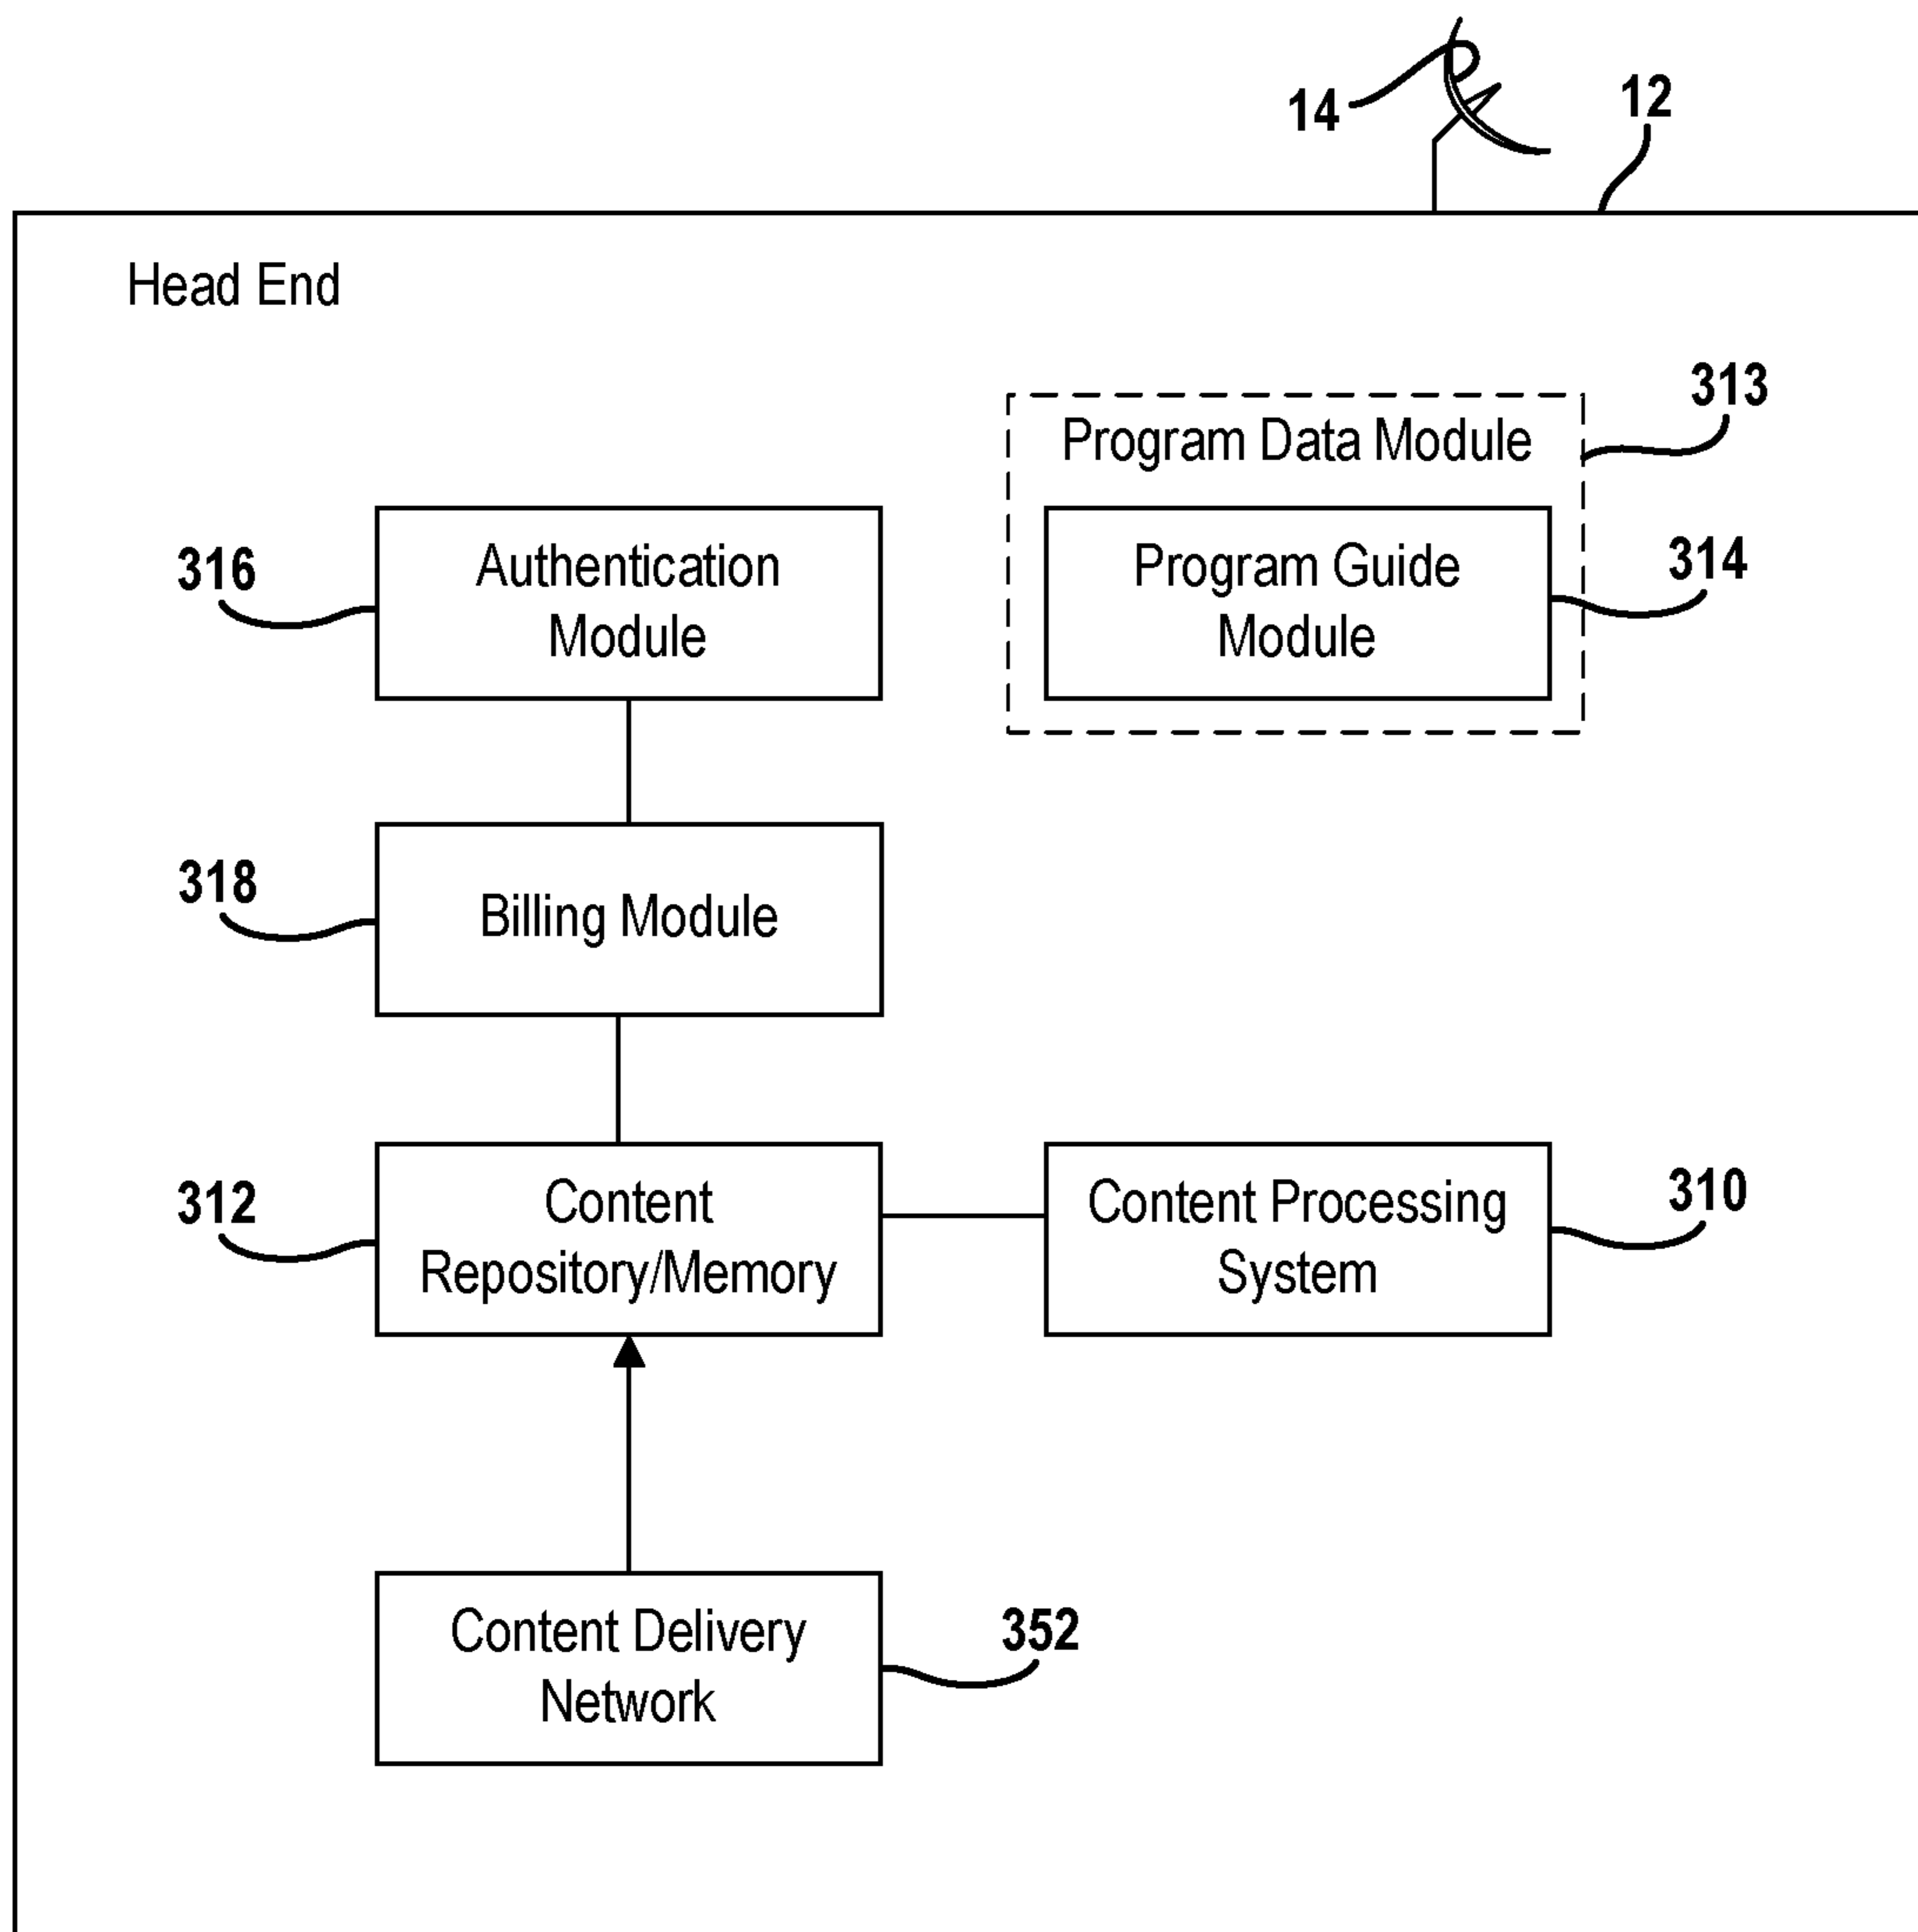 14
12
Head End
313
Program Data Module
316
Authentication
Module
Program Guide
Module
314
318
Billing Module
312
Content
Repository/Memory
Content Processing
System
310
Content Delivery
Network
352